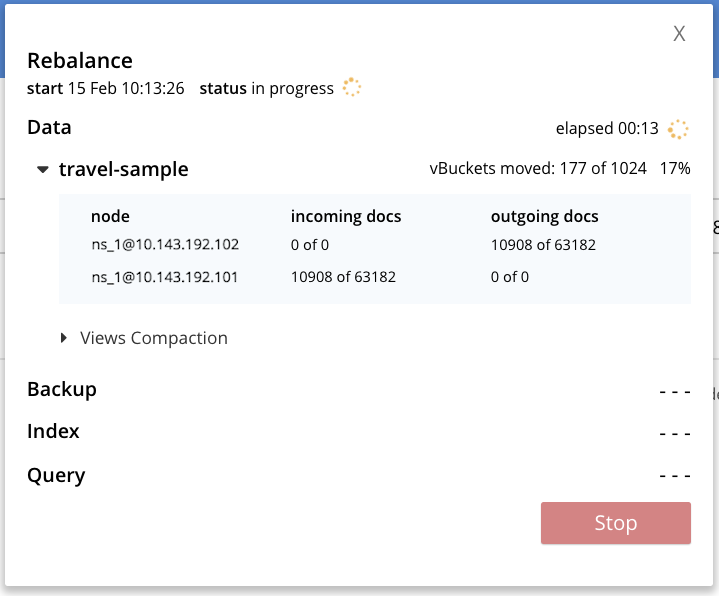 X
Rebalance
start 15 Feb 10:13:26 status in progress
Data
elapsed 00:13
travel-sample
vBuckets moved: 177 of 1024 17%
node incoming docs outgoing docs
ns_1@10.143.192.102 0 of 0 10908 of 63182
ns_1@10.143.192.101 10908 of 63182 0 of 0
Views Compaction
Backup - - -
Index - - -
Query - - -
Stop